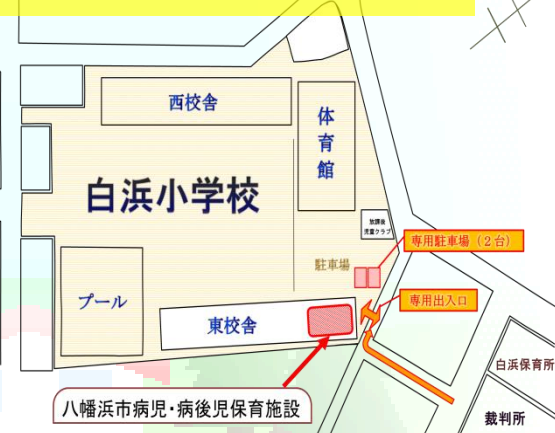 西校舎
体育館
白浜小学校
放課後
児童クラブ
専用駐車場(2台)
駐車場
専用出入口
プール
東校舎
白浜保育所
八幡浜市病児・病後児保育施設
裁判所